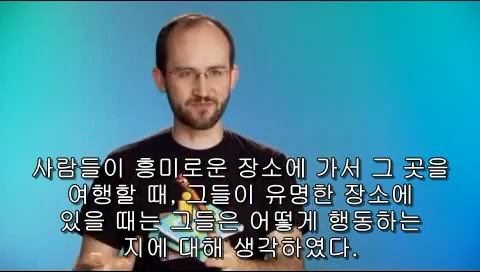 사람들이 흥미로운 장소에 가서 그 곳을
여행할 때, 그들이 유명한 장소에
있을 때는 그들은 어떻게 행동하는
지에 대해 생각하였다.